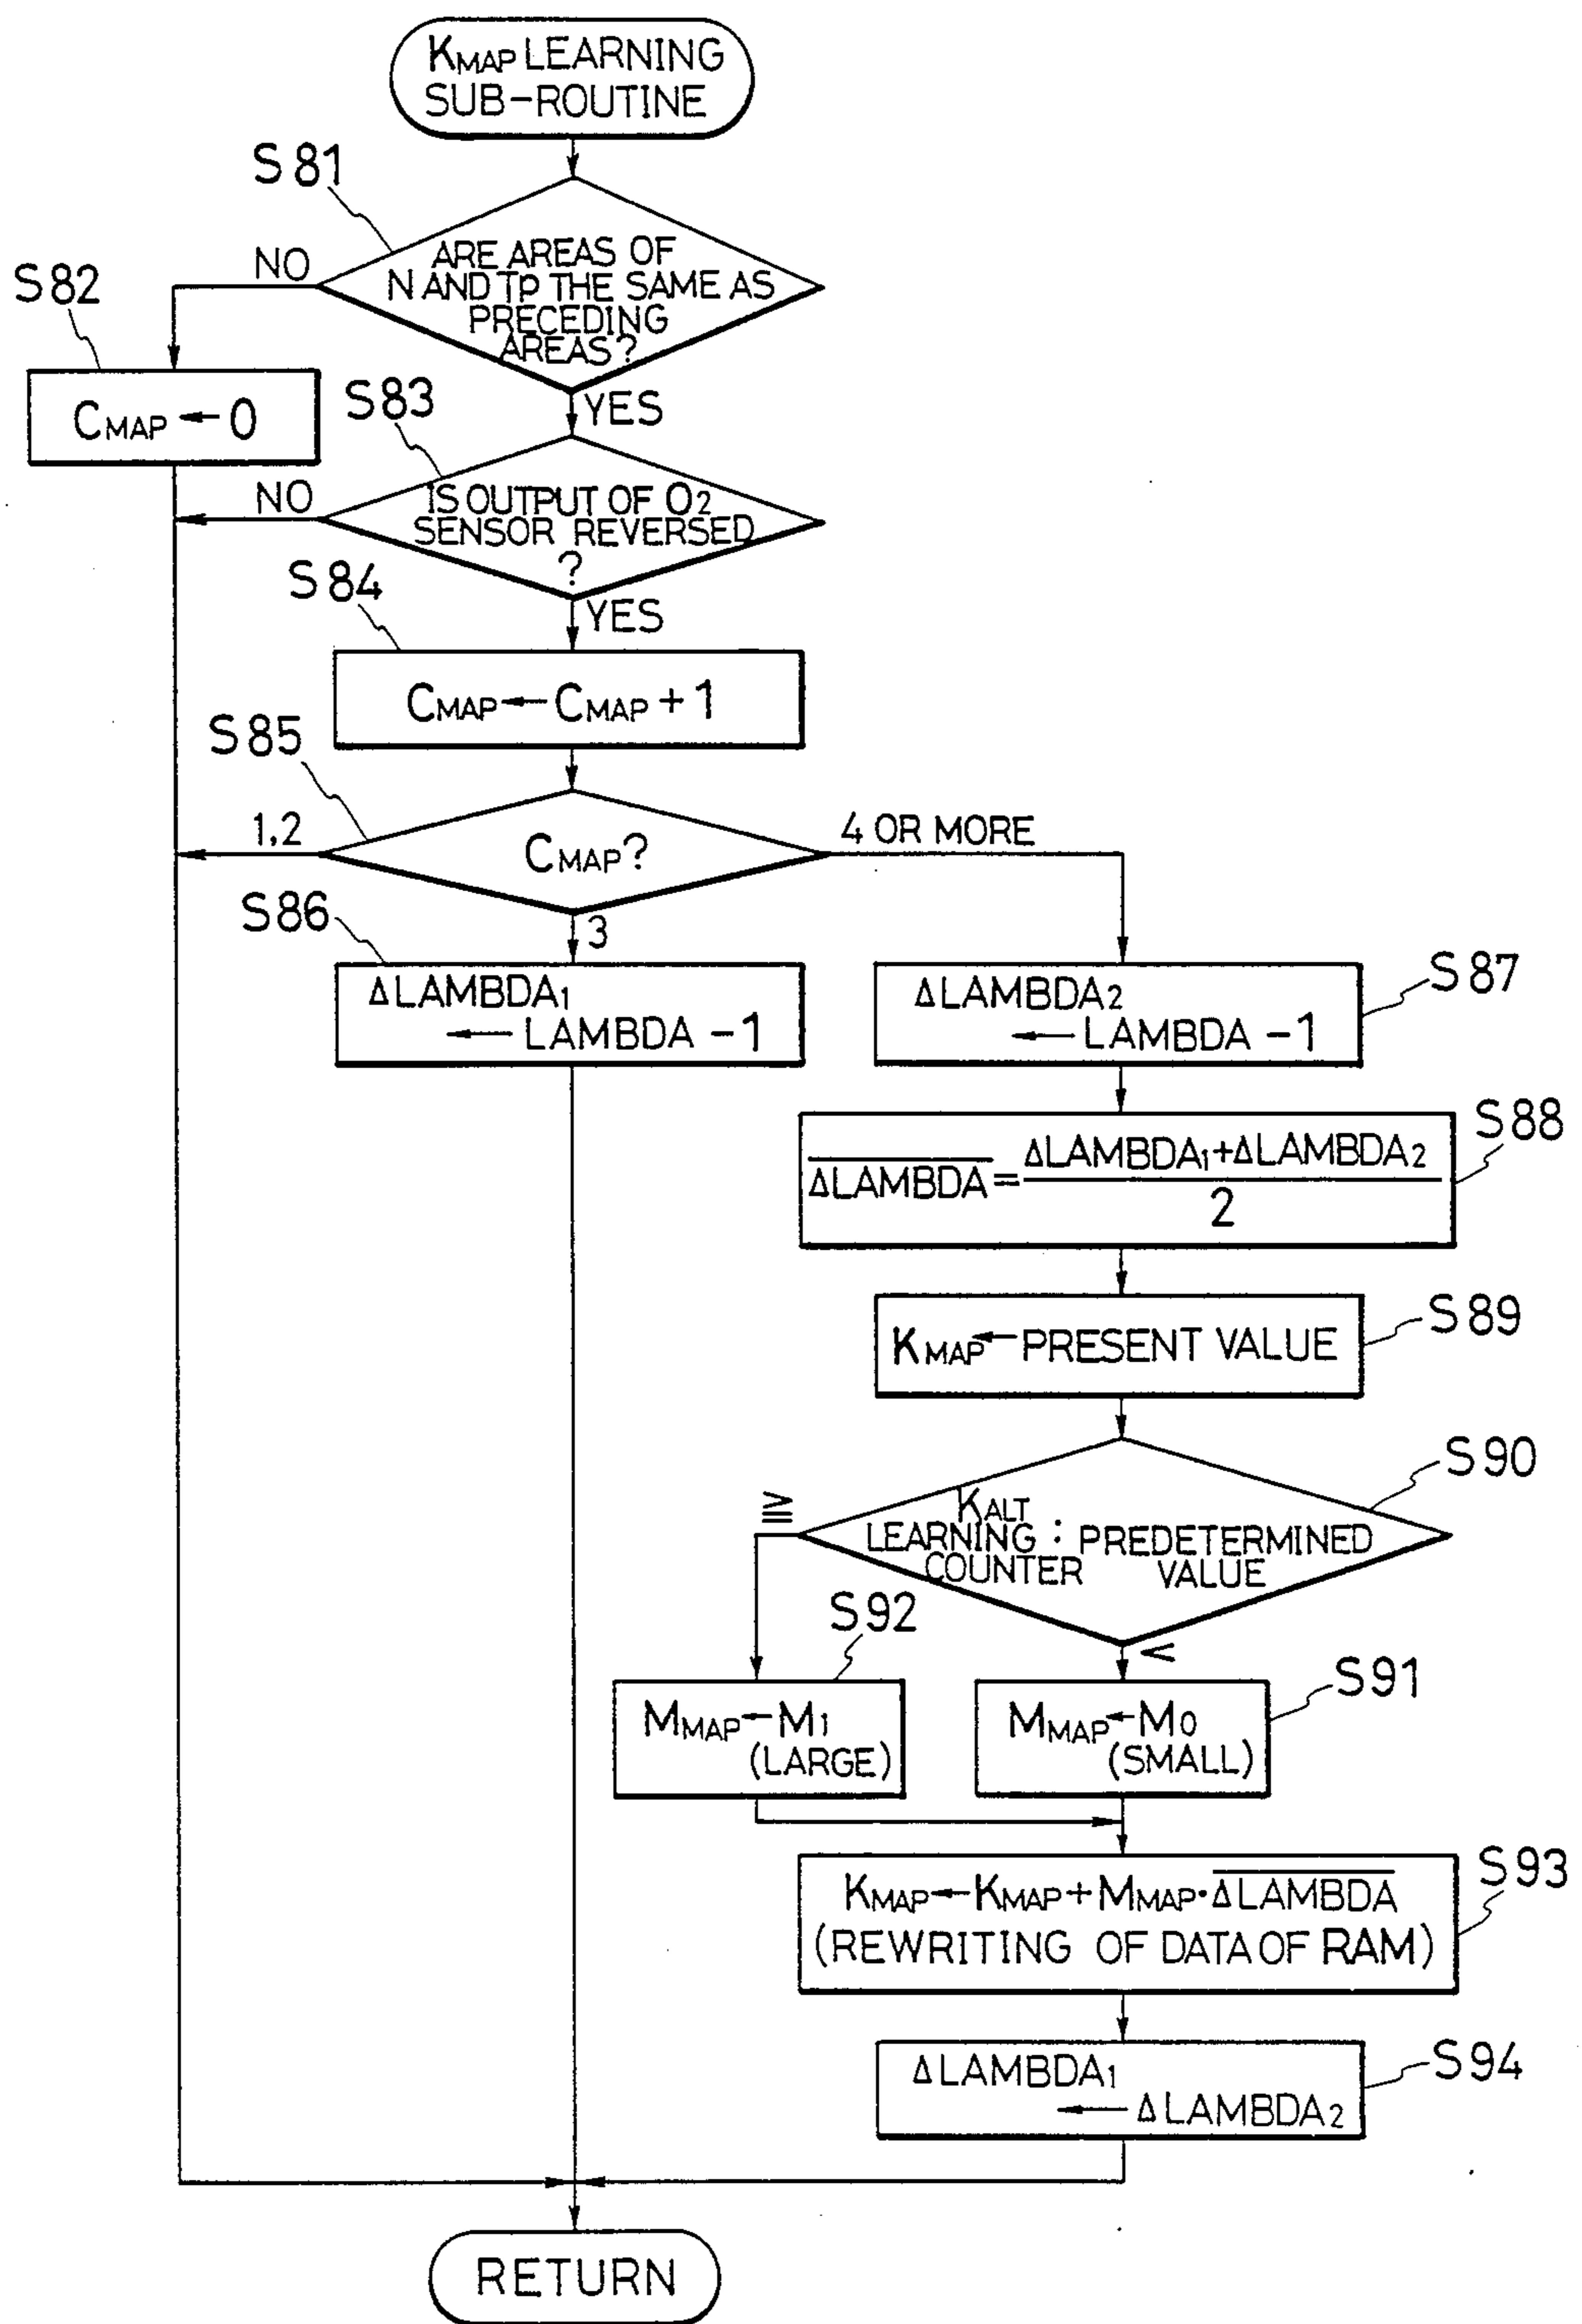 KMAP LEARNING
SUB-ROUTINE
S81
ARE AREAS OF
N AND TP THE SAME AS
PRECEDING
AREAS?
NO
YES
S82
CMAP ← 0
S83
IS OUTPUT OF O2
SENSOR REVERSED
?
NO
YES
S84
CMAP ← CMAP + 1
S85
CMAP?
1,2
4 OR MORE
3
S86
ΔLAMBDA1
← LAMBDA - 1
S87
ΔLAMBDA2
← LAMBDA - 1
S88
ΔLAMBDA = ΔLAMBDA1+ΔLAMBDA2
2
S89
KMAP ← PRESENT VALUE
S90
KALT
LEARNING : PREDETERMINED
COUNTER VALUE
≧
<
S92
MMAP ← M1
(LARGE)
S91
MMAP ← M0
(SMALL)
S93
KMAP ← KMAP + MMAP · ΔLAMBDA
(REWRITING OF DATA OF RAM)
S94
ΔLAMBDA1
← ΔLAMBDA2
RETURN